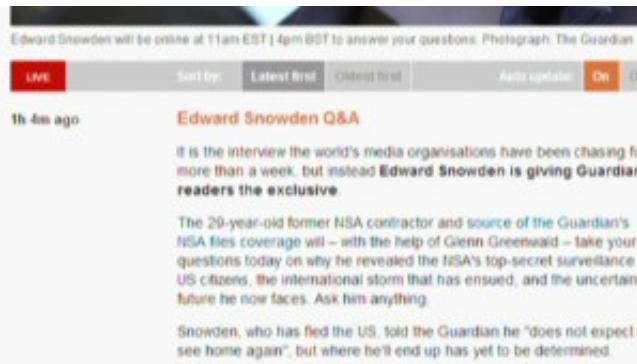 Edward Snowden will be online at 11am EST | 4pm BST to answer your questions. Photograph: The Guardian
LIVE Sort by: Latest first Oldest first Auto update: On
1h 4m ago Edward Snowden Q&A
It is the interview the world's media organisations have been chasing fo
more than a week, but instead Edward Snowden is giving Guardian
readers the exclusive.
The 29-year-old former NSA contractor and source of the Guardian's
NSA files coverage will – with the help of Glenn Greenwald – take your
questions today on why he revealed the NSA's top-secret surveillance
US citizens, the international storm that has ensued, and the uncertain
future he now faces. Ask him anything.
Snowden, who has fled the US, told the Guardian he "does not expect
see home again", but where he'll end up has yet to be determined.